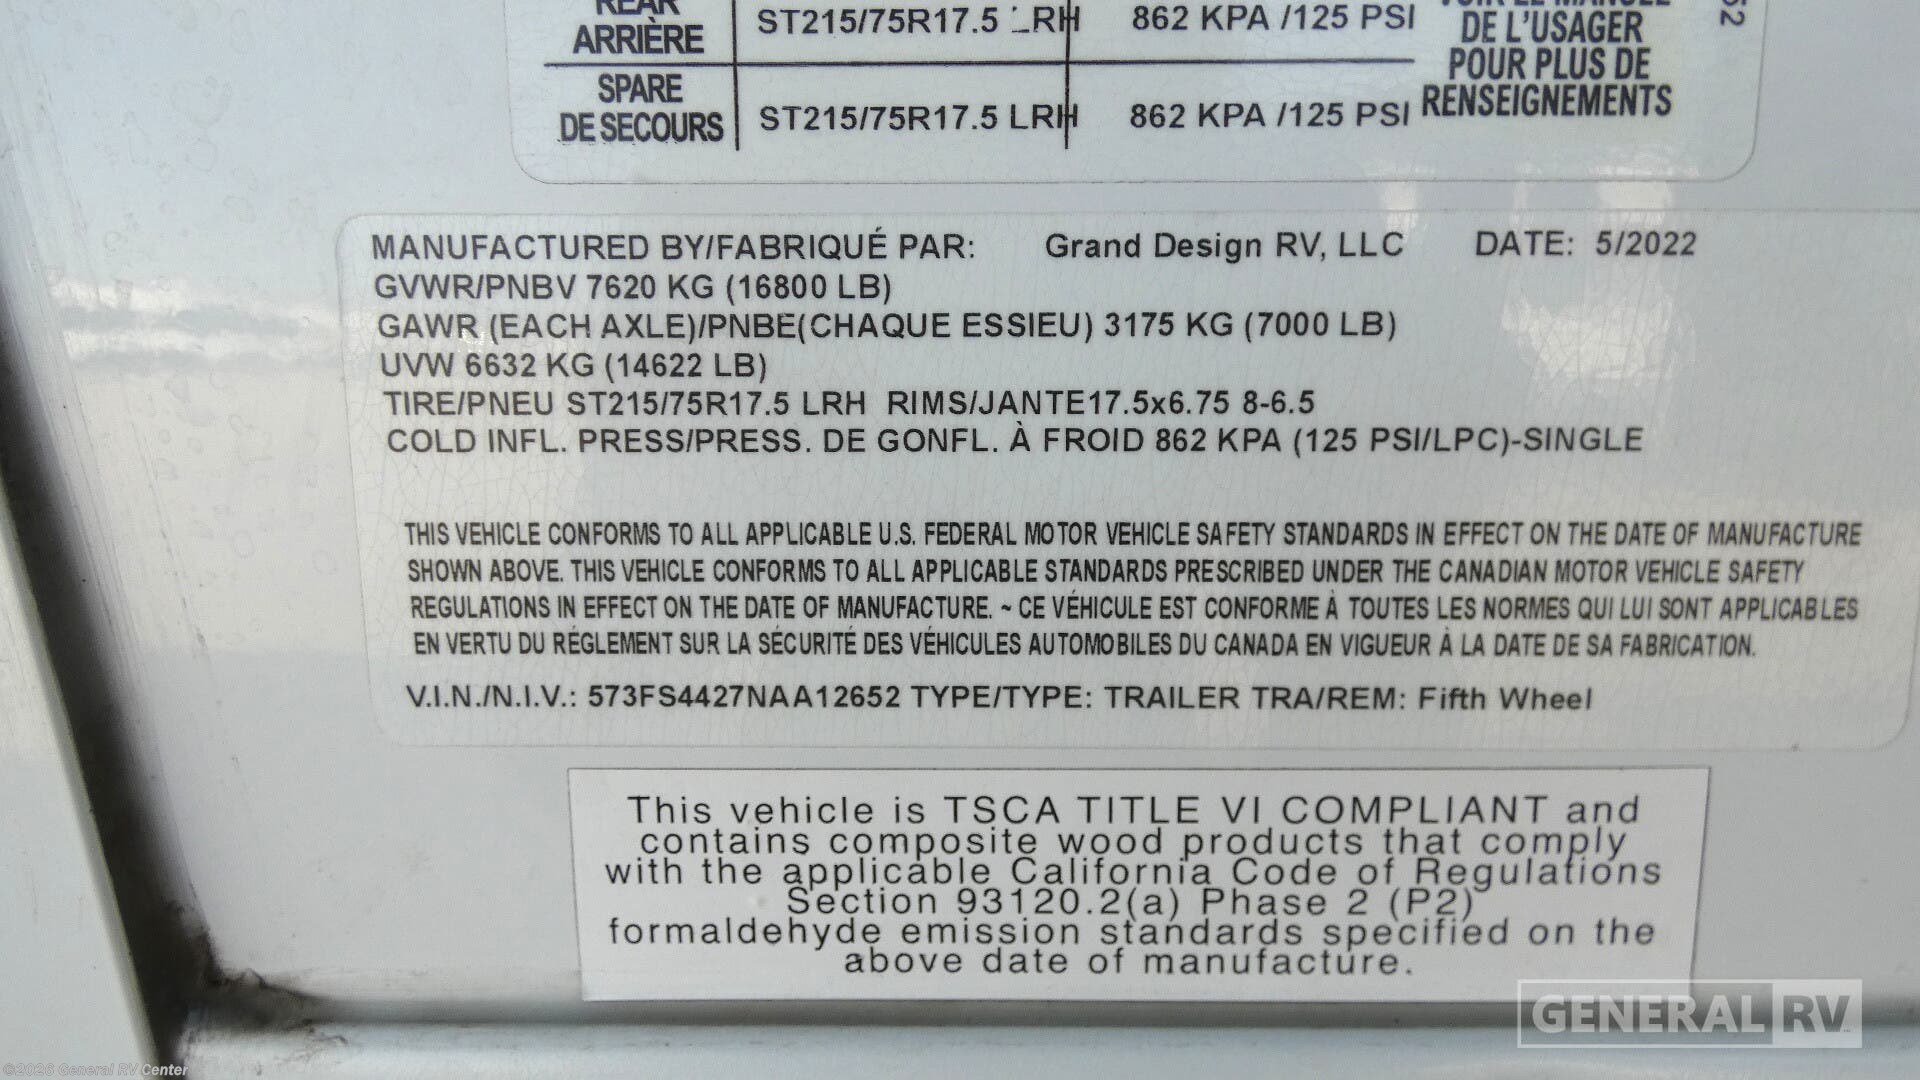 REAR
ARRIÈRE
ST215/75R17.5 LRH
862 KPA /125 PSI
SPARE
DE SECOURS
ST215/75R17.5 LRH
862 KPA /125 PSI
VOIR LE MANUEL
DE L'USAGER
POUR PLUS DE
RENSEIGNEMENTS
52
MANUFACTURED BY/FABRIQUÉ PAR: Grand Design RV, LLC DATE: 5/2022
GVWR/PNBV 7620 KG (16800 LB)
GAWR (EACH AXLE)/PNBE(CHAQUE ESSIEU) 3175 KG (7000 LB)
UVW 6632 KG (14622 LB)
TIRE/PNEU ST215/75R17.5 LRH RIMS/JANTE17.5x6.75 8-6.5
COLD INFL. PRESS/PRESS. DE GONFL. À FROID 862 KPA (125 PSI/LPC)-SINGLE
THIS VEHICLE CONFORMS TO ALL APPLICABLE U.S. FEDERAL MOTOR VEHICLE SAFETY STANDARDS IN EFFECT ON THE DATE OF MANUFACTURE
SHOWN ABOVE. THIS VEHICLE CONFORMS TO ALL APPLICABLE STANDARDS PRESCRIBED UNDER THE CANADIAN MOTOR VEHICLE SAFETY
REGULATIONS IN EFFECT ON THE DATE OF MANUFACTURE. ~ CE VÉHICULE EST CONFORME À TOUTES LES NORMES QUI LUI SONT APPLICABLES
EN VERTU DU RÉGLEMENT SUR LA SÉCURITÉ DES VÉHICULES AUTOMOBILES DU CANADA EN VIGUEUR À LA DATE DE SA FABRICATION.
V.I.N./N.I.V.: 573FS4427NAA12652 TYPE/TYPE: TRAILER TRA/REM: Fifth Wheel
This vehicle is TSCA TITLE VI COMPLIANT and
contains composite wood products that comply
with the applicable California Code of Regulations
Section 93120.2(a) Phase 2 (P2)
formaldehyde emission standards specified on the
above date of manufacture.
GENERAL RV
©2026 General RV Center